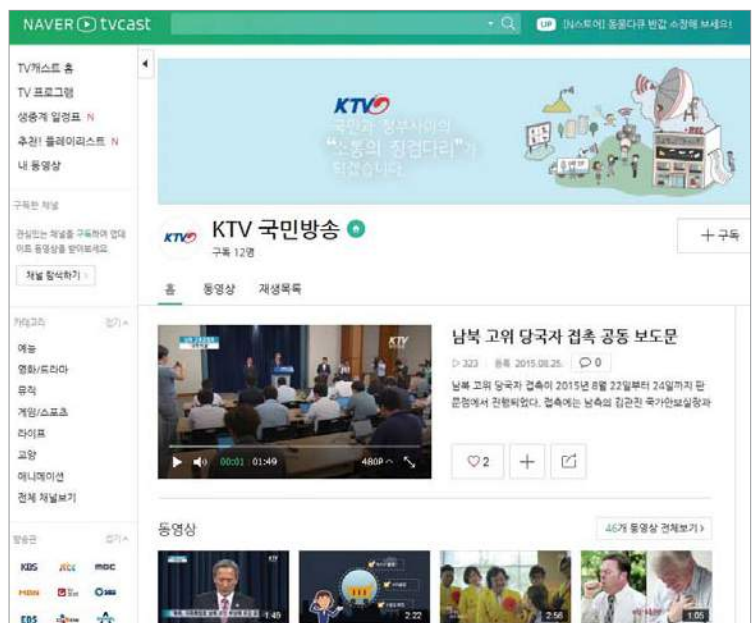 NAVER tvcast
UP [N스토어] 동물다큐 반값 소장해 보세요!
TV캐스트 홈
TV 프로그램
생중계 일정표 N
추천! 플레이리스트 N
내 동영상
구독한 채널
관심있는 채널을 구독하여 업데
이트 동영상을 받아보세요.
채널 탐색하기 >
카테고리 접기
예능
영화/드라마
뮤직
게임/스포츠
라이프
교양
애니메이션
전체 채널보기
방송관 접기
KBS JTBC MBC
MBN
EBS
KTV
국민과 정부사이의
"소통의 징검다리"가
되겠습니다.
KTV
KTV 국민방송
구독 12명
+ 구독
홈 동영상 재생목록
KTV
00:01 01:49 480P
남북 고위 당국자 접촉 공동 보도문
323 등록 2015.08.25. 0
남북 고위 당국자 접촉이 2015년 8월 22일부터 24일까지 판
문점에서 진행되었다. 접촉에는 남측의 김관진 국가안보실장과
2
동영상
46개 동영상 전체보기 >
1:49
2:22
2:56
1:05